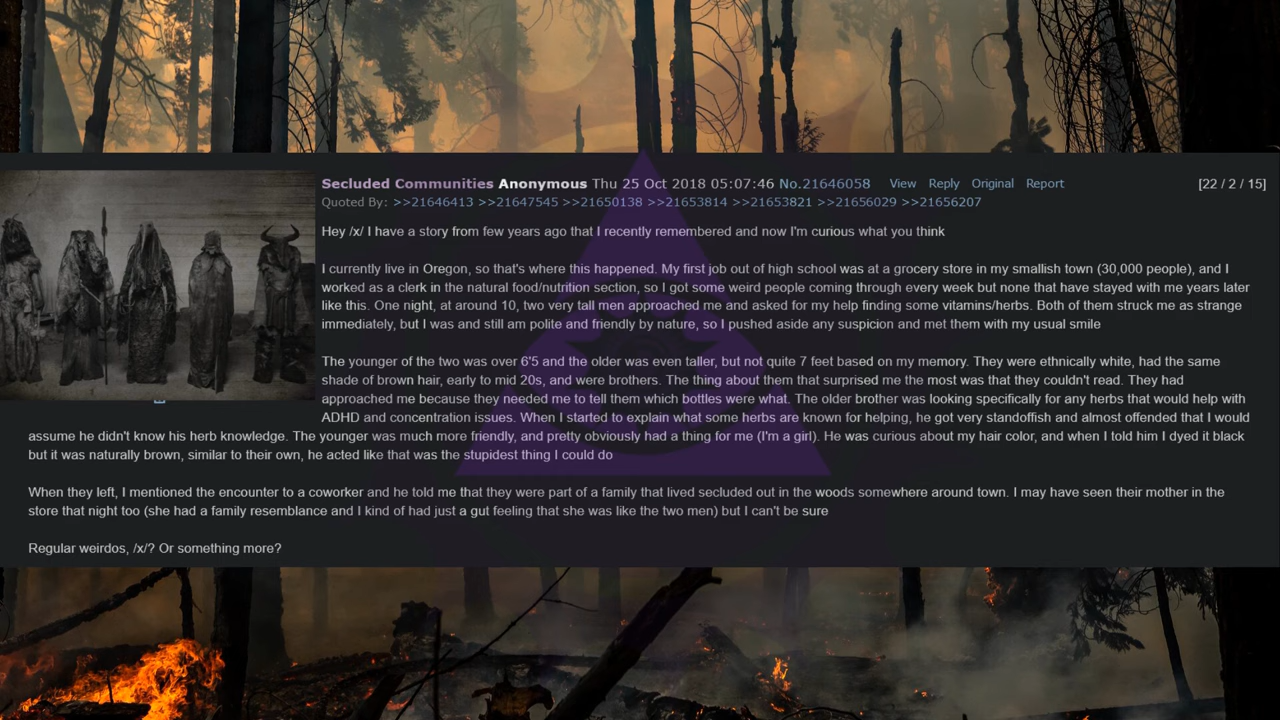 Secluded Communities Anonymous Thu 25 Oct 2018 05:07:46 No.21646058 View Reply Original Report [22 / 2 / 15]
Quoted By: >>21646413 >>21647545 >>21650138 >>21653814 >>21653821 >>21656029 >>21656207
Hey /x/ I have a story from few years ago that I recently remembered and now I'm curious what you think
I currently live in Oregon, so that's where this happened. My first job out of high school was at a grocery store in my smallish town (30,000 people), and I
worked as a clerk in the natural food/nutrition section, so I got some weird people coming through every week but none that have stayed with me years later
like this. One night, at around 10, two very tall men approached me and asked for my help finding some vitamins/herbs. Both of them struck me as strange
immediately, but I was and still am polite and friendly by nature, so I pushed aside any suspicion and met them with my usual smile
The younger of the two was over 6'5 and the older was even taller, but not quite 7 feet based on my memory. They were ethnically white, had the same
shade of brown hair, early to mid 20s, and were brothers. The thing about them that surprised me the most was that they couldn't read. They had
approached me because they needed me to tell them which bottles were what. The older brother was looking specifically for any herbs that would help with
ADHD and concentration issues. When I started to explain what some herbs are known for helping, he got very standoffish and almost offended that I would
assume he didn't know his herb knowledge. The younger was much more friendly, and pretty obviously had a thing for me (I'm a girl). He was curious about my hair color, and when I told him I dyed it black
but it was naturally brown, similar to their own, he acted like that was the stupidest thing I could do
When they left, I mentioned the encounter to a coworker and he told me that they were part of a family that lived secluded out in the woods somewhere around town. I may have seen their mother in the
store that night too (she had a family resemblance and I kind of had just a gut feeling that she was like the two men) but I can't be sure
Regular weirdos, /x/? Or something more?